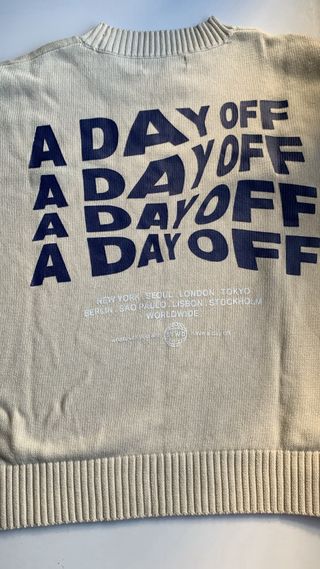 A DAY OFF
A DAY OFF
A DAY OFF
A DAY OFF
NEW YORK . SEOUL . LONDON . TOKYO
BERLIN . SAO PAULO . LISBON . STOCKHOLM
WORLDWIDE